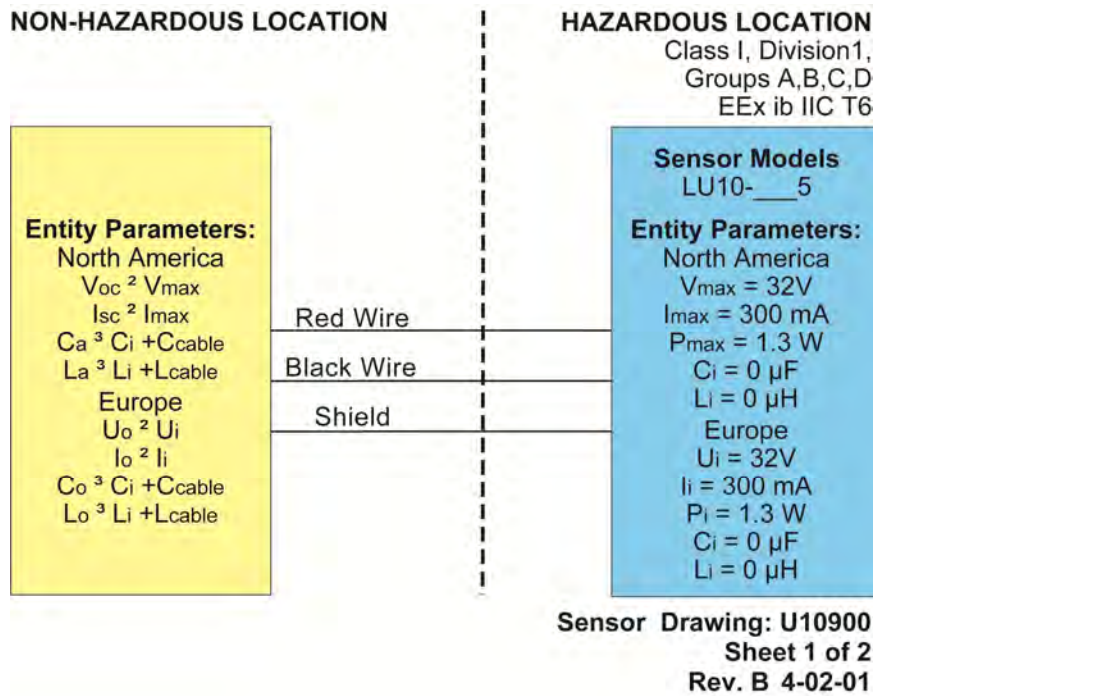 NON-HAZARDOUS LOCATION
HAZARDOUS LOCATION
Class I, Division1,
Groups A,B,C,D
EEx ib IIC T6
Entity Parameters:
North America
Voc ² Vmax
Isc ² Imax
Ca ³ Ci +Ccable
La ³ Li +Lcable
Europe
Uo ² Ui
Io ² Ii
Co ³ Ci +Ccable
Lo ³ Li +Lcable
Red Wire
Black Wire
Shield
Sensor Models
LU10-___5
Entity Parameters:
North America
Vmax = 32V
Imax = 300 mA
Pmax = 1.3 W
Ci = 0 µF
Li = 0 µH
Europe
Ui = 32V
Ii = 300 mA
Pi = 1.3 W
Ci = 0 µF
Li = 0 µH
Sensor Drawing: U10900
Sheet 1 of 2
Rev. B 4-02-01